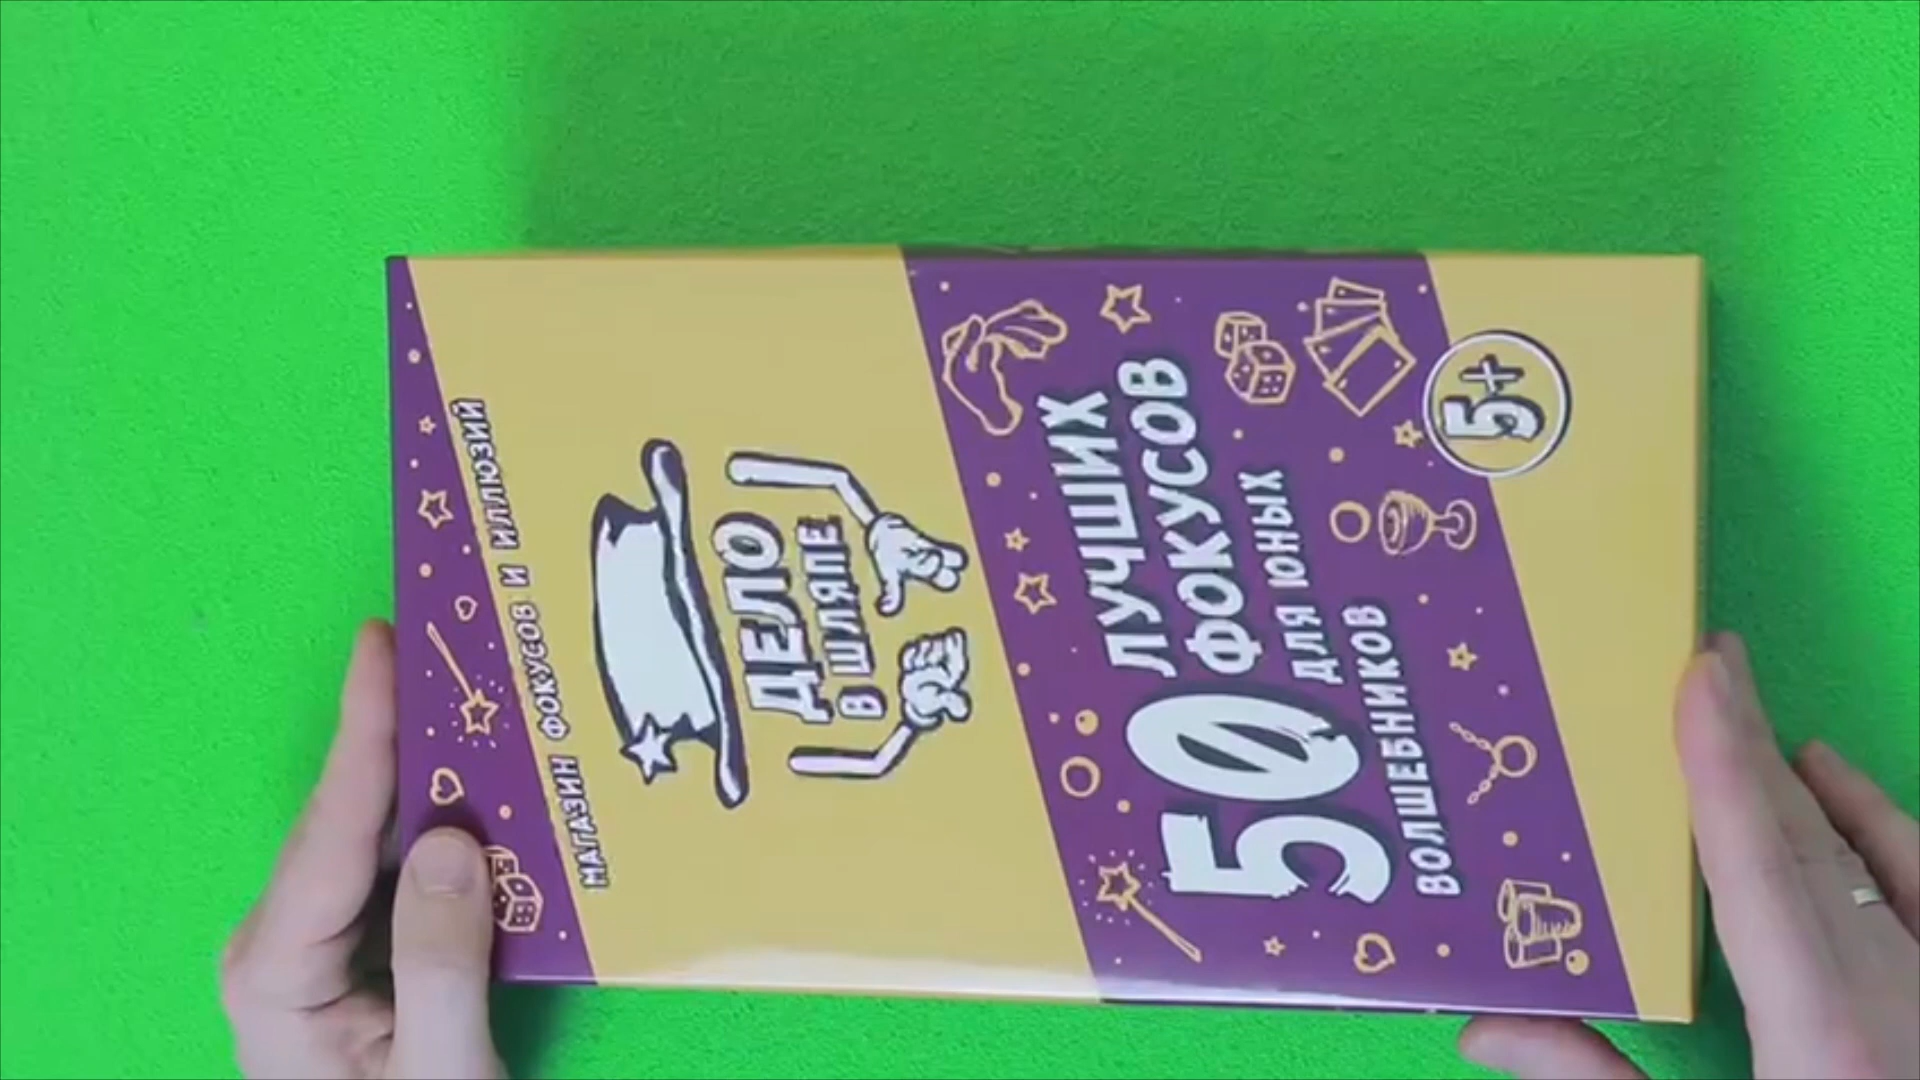 МАГАЗИН ФОКУСОВ И ИЛЛЮЗИЙ
ДЕЛО
В ШЛЯПЕ
50 ЛУЧШИХ
ФОКУСОВ
ДЛЯ ЮНЫХ
ВОЛШЕБНИКОВ
5+